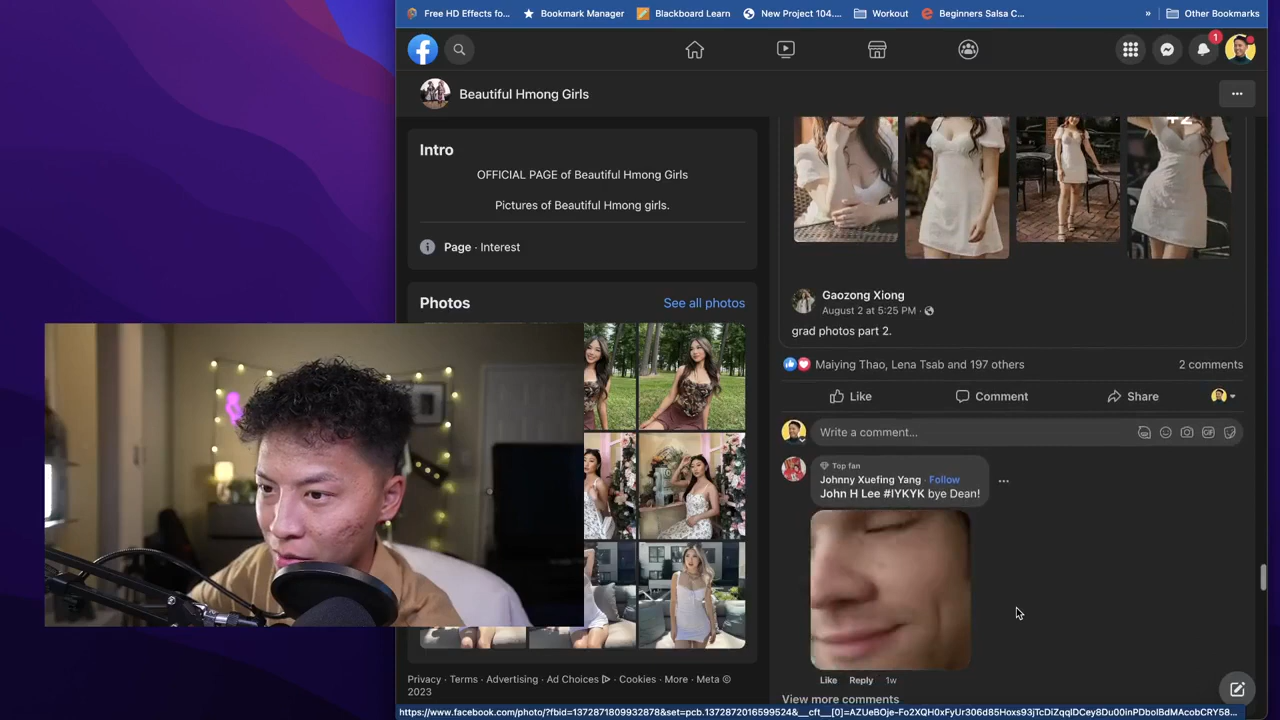 Free HD Effects fo...
Bookmark Manager
Blackboard Learn
New Project 104....
Workout
Beginners Salsa C...
»
Other Bookmarks
1
Beautiful Hmong Girls
...
Intro
OFFICIAL PAGE of Beautiful Hmong Girls
Pictures of Beautiful Hmong girls.
Page · Interest
Photos
See all photos
+2
Gaozong Xiong
August 2 at 5:25 PM ·
grad photos part 2.
Maiying Thao, Lena Tsab and 197 others
2 comments
Like
Comment
Share
Write a comment...
GIF
Top fan
Johnny Xuefing Yang · Follow
John H Lee #IYKYK bye Dean!
...
Like Reply 1w
View more comments
Privacy · Terms · Advertising · Ad Choices · Cookies · More · Meta ©
2023